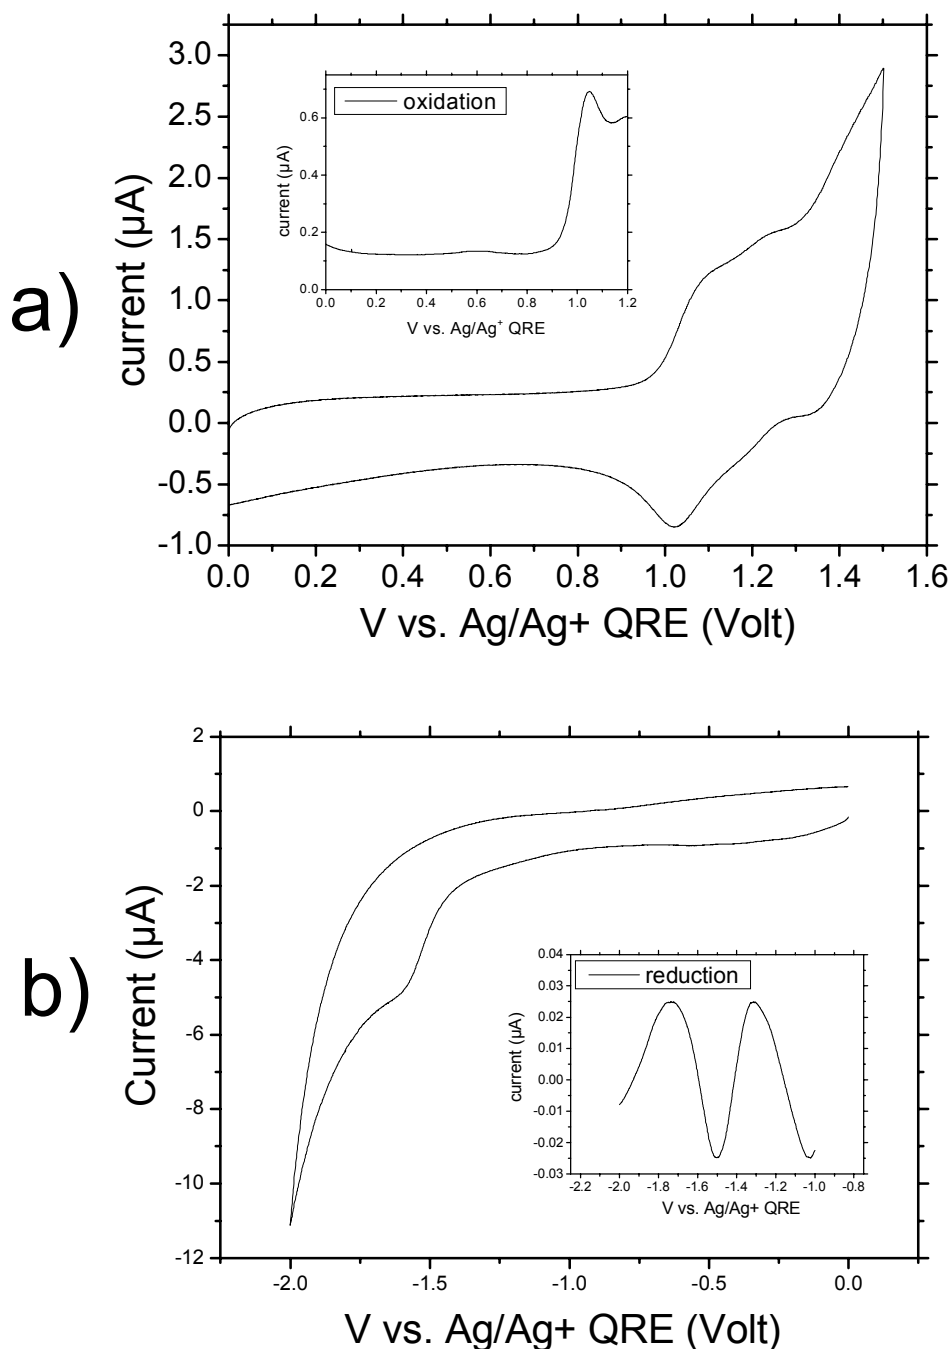 a)
3.0
2.5
2.0
1.5
1.0
0.5
0.0
-0.5
-1.0
current (µA)
0.0 0.2 0.4 0.6 0.8 1.0 1.2 1.4 1.6
V vs. Ag/Ag+ QRE (Volt)
oxidation
0.6
0.4
0.2
0.0
current (µA)
0.0 0.2 0.4 0.6 0.8 1.0 1.2
V vs. Ag/Ag⁺ QRE
b)
2
0
-2
-4
-6
-8
-10
-12
Current (µA)
-2.0 -1.5 -1.0 -0.5 0.0
V vs. Ag/Ag+ QRE (Volt)
reduction
0.04
0.02
0.01
0.00
-0.01
-0.02
-0.03
current (µA)
-2.2 -2.0 -1.8 -1.6 -1.4 -1.2 -1.0 -0.8
V vs. Ag/Ag+ QRE